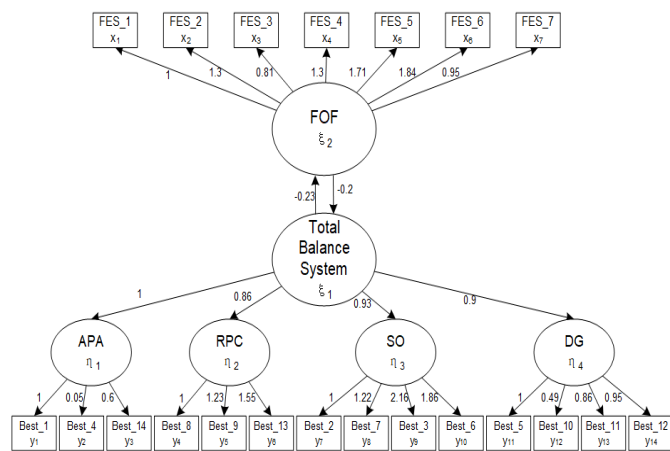 FES_1 FES_2 FES_3 FES_4 FES_5 FES_6 FES_7
x1 x2 x3 x4 x5 x6 x7
1 1.3 0.81 1.3 1.71 1.84 0.95
FOF
ξ 2
-0.23 -0.2
Total
Balance
System
ξ 1
1 0.86 0.93 0.9
APA RPC SO DG
η 1 η 2 η 3 η 4
1 0.05 0.6 1 1.23 1.55 1 1.22 2.16 1.86 1 0.49 0.86 0.95
Best_1 Best_4 Best_14 Best_8 Best_9 Best_13 Best_2 Best_7 Best_3 Best_6 Best_5 Best_10 Best_11 Best_12
y1 y2 y3 y4 y5 y6 y7 y8 y9 y10 y11 y12 y13 y14